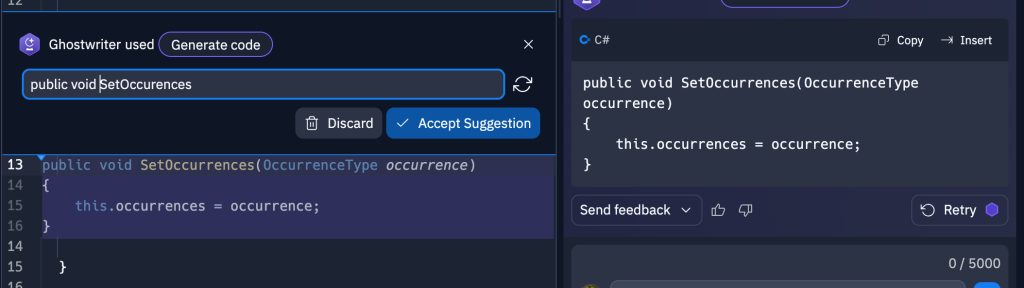 12
Ghostwriter used Generate code
public void SetOccurences
Discard
Accept Suggestion
13 public void SetOccurrences(OccurrenceType occurrence)
14 {
15 this.occurrences = occurrence;
16 }
14
15 }
16
C#
Copy
Insert
public void SetOccurrences(OccurrenceType
occurrence)
{
this.occurrences = occurrence;
}
Send feedback
Retry
0 / 5000